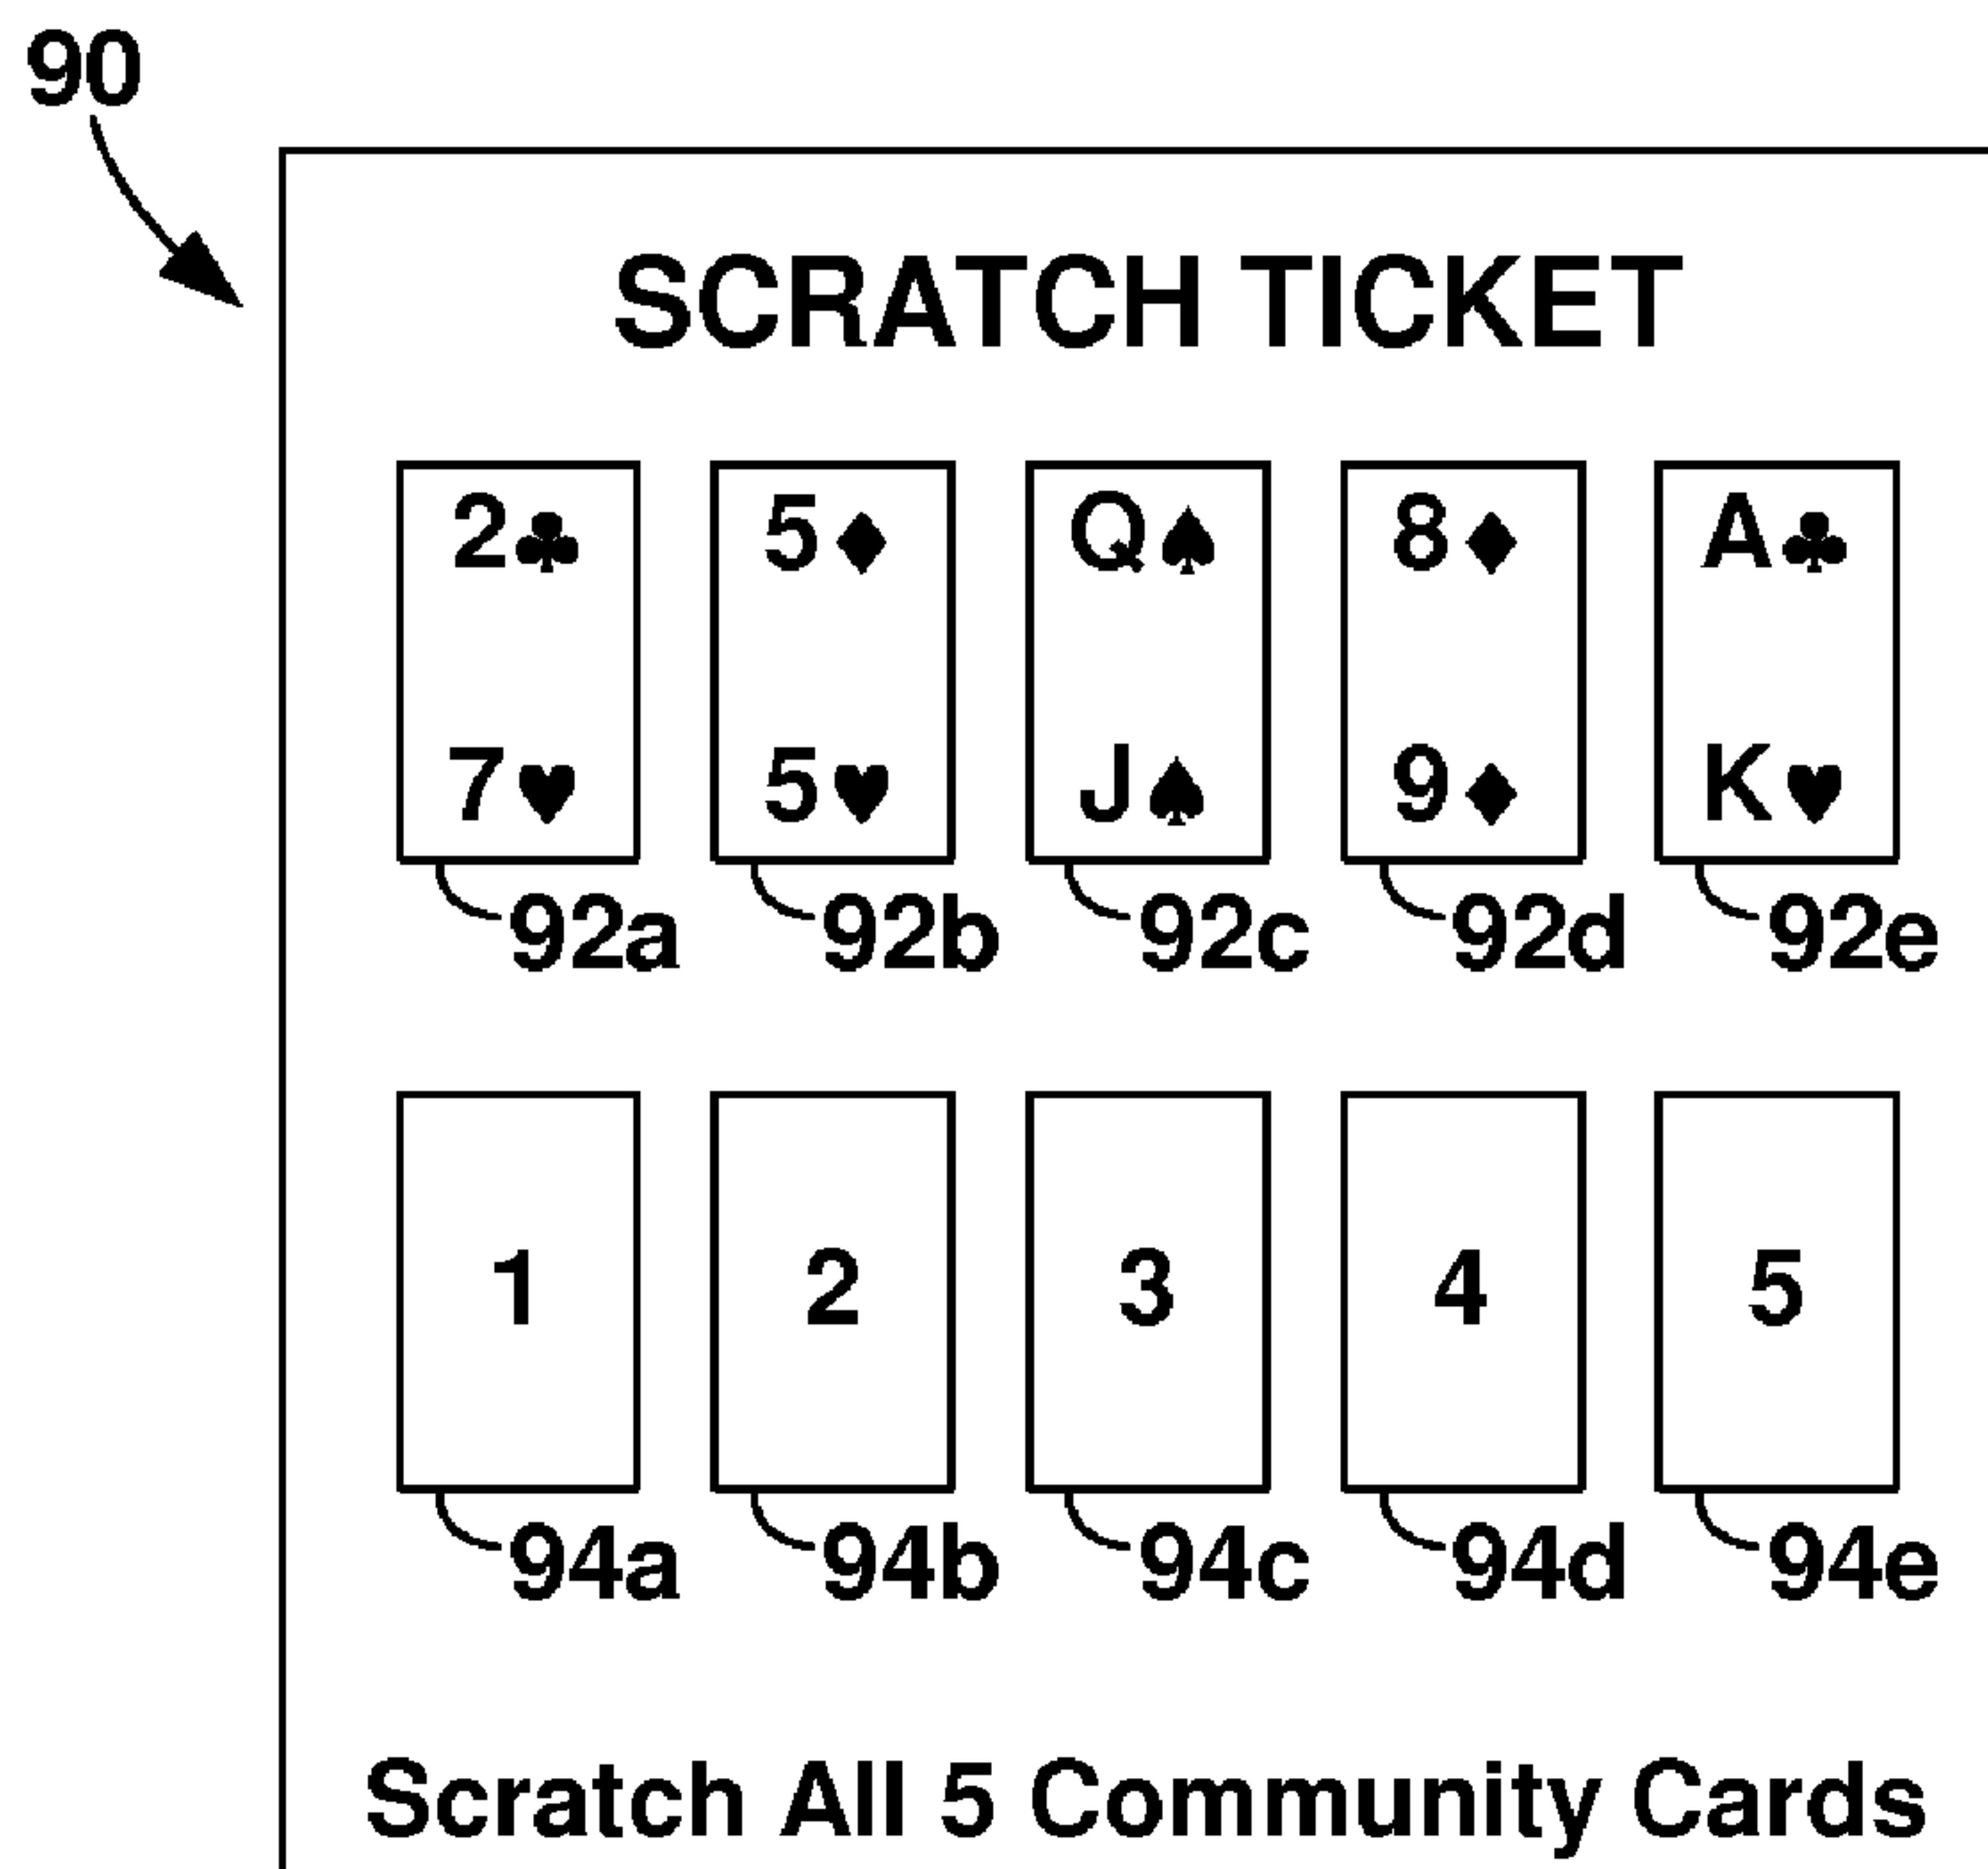 90
SCRATCH TICKET
2♣ 5♦ Q♠ 8♦ A♣
7♥ 5♥ J♠ 9♦ K♥
92a 92b 92c 92d 92e
1 2 3 4 5
94a 94b 94c 94d 94e
Scratch All 5 Community Cards